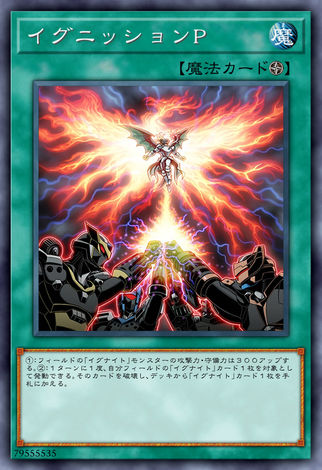 イグニッションP
魔
【魔法カード】
①:フィールドの「イグナイト」モンスターの攻撃力・守備力は300アップす
る。②:1ターンに1度、自分フィールドの「イグナイト」カード1枚を対象とし
て発動できる。そのカードを破壊し、デッキから「イグナイト」カード1枚を手
札に加える。
79555535